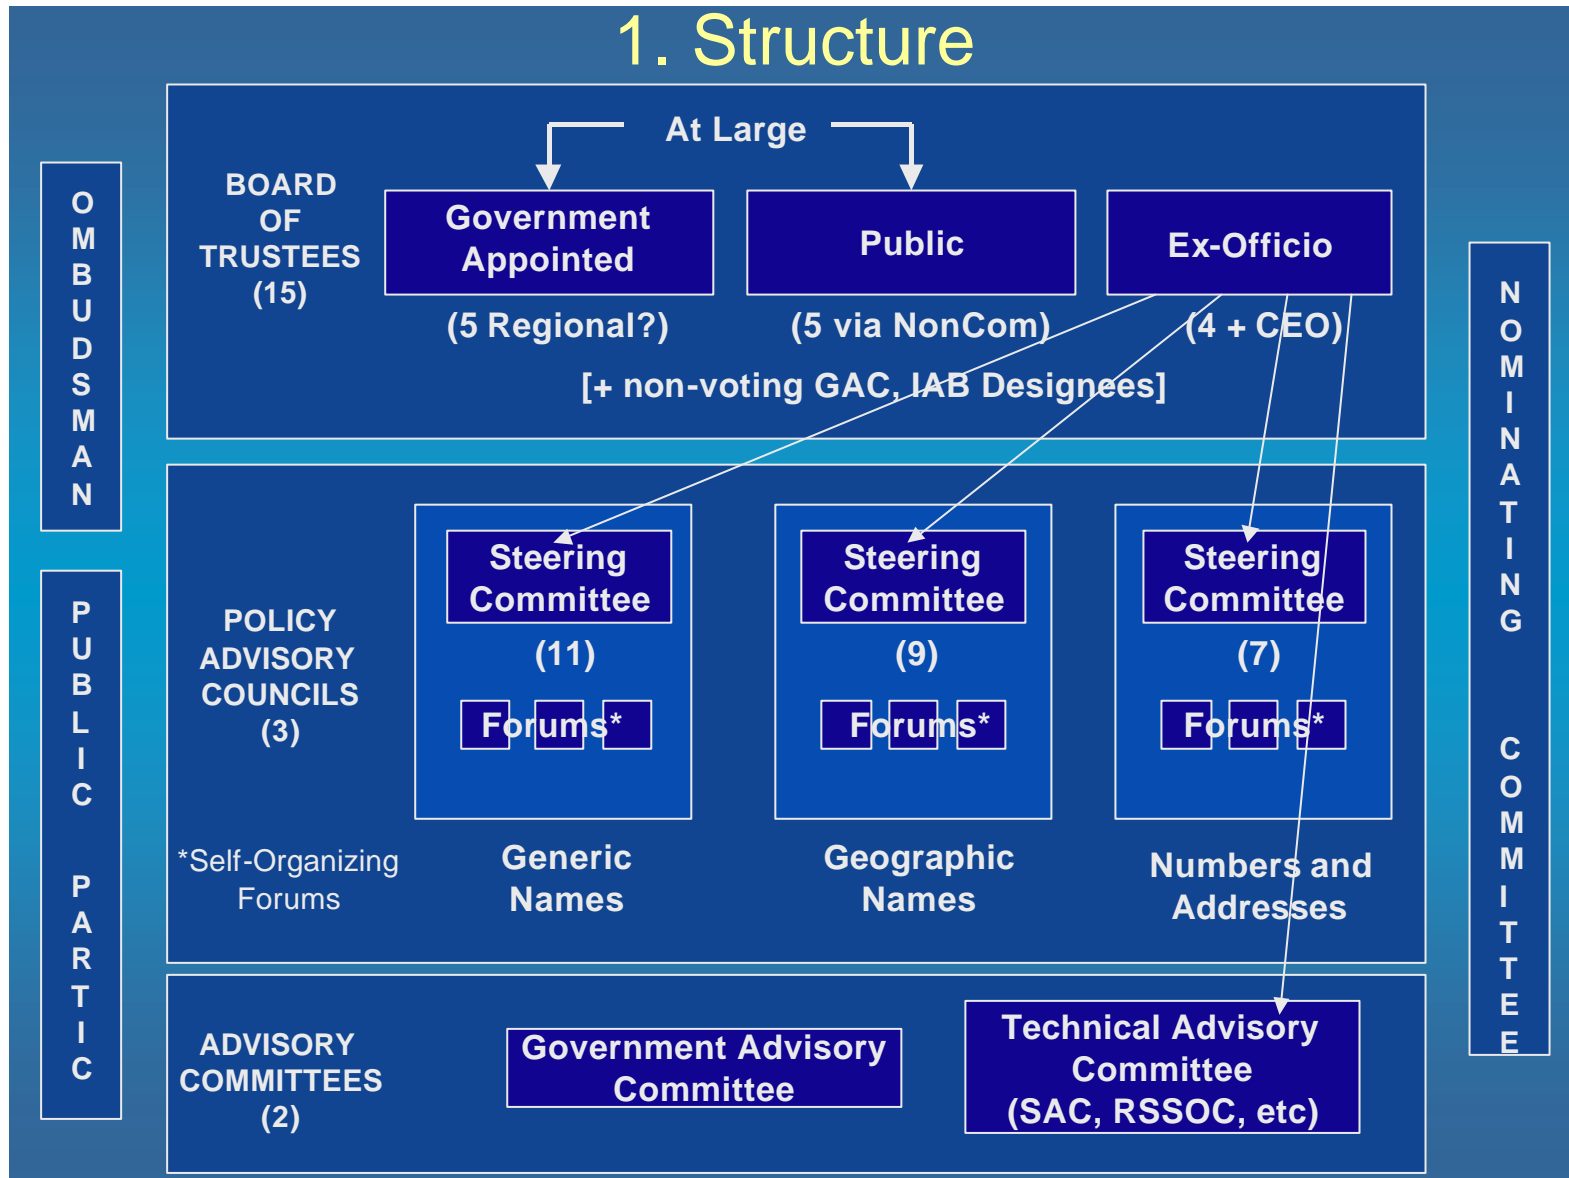 1. Structure
At Large
BOARD
OF
TRUSTEES
(15)
Government
Appointed
Public
Ex-Officio
(5 Regional?)
(5 via NonCom)
(4 + CEO)
[+ non-voting GAC, IAB Designees]
OMBUDSMAN
PUBLIC PARTIC
NOMINATING COMMITTEE
POLICY
ADVISORY
COUNCILS
(3)
Steering
Committee
(11)
Forums*
Generic
Names
Steering
Committee
(9)
Forums*
Geographic
Names
Steering
Committee
(7)
Forums*
Numbers and
Addresses
*Self-Organizing
Forums
ADVISORY
COMMITTEES
(2)
Government Advisory
Committee
Technical Advisory
Committee
(SAC, RSSOC, etc)